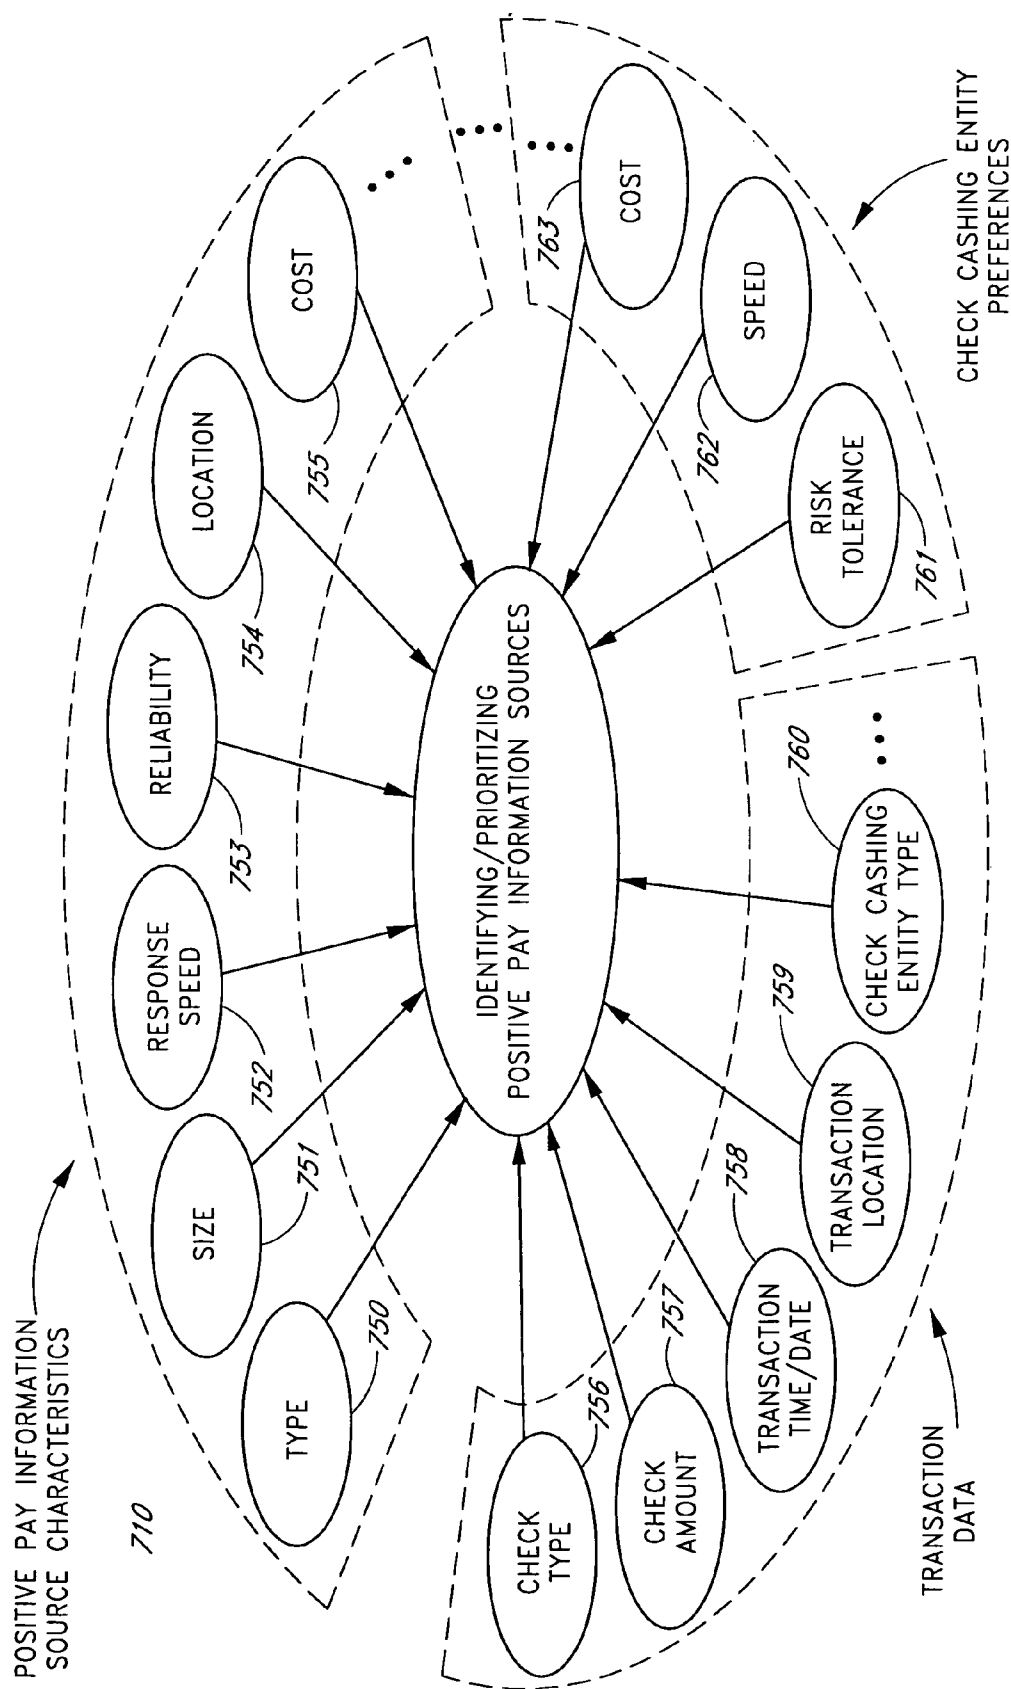 POSITIVE PAY INFORMATION
SOURCE CHARACTERISTICS
710
TYPE
750
SIZE
751
RESPONSE
SPEED
752
RELIABILITY
753
LOCATION
754
COST
755
IDENTIFYING/PRIORITIZING
POSITIVE PAY INFORMATION SOURCES
CHECK
TYPE
756
CHECK
AMOUNT
757
TRANSACTION
TIME/DATE
758
TRANSACTION
LOCATION
759
CHECK CASHING
ENTITY TYPE
760
TRANSACTION
DATA
RISK
TOLERANCE
761
SPEED
762
COST
763
CHECK CASHING ENTITY
PREFERENCES